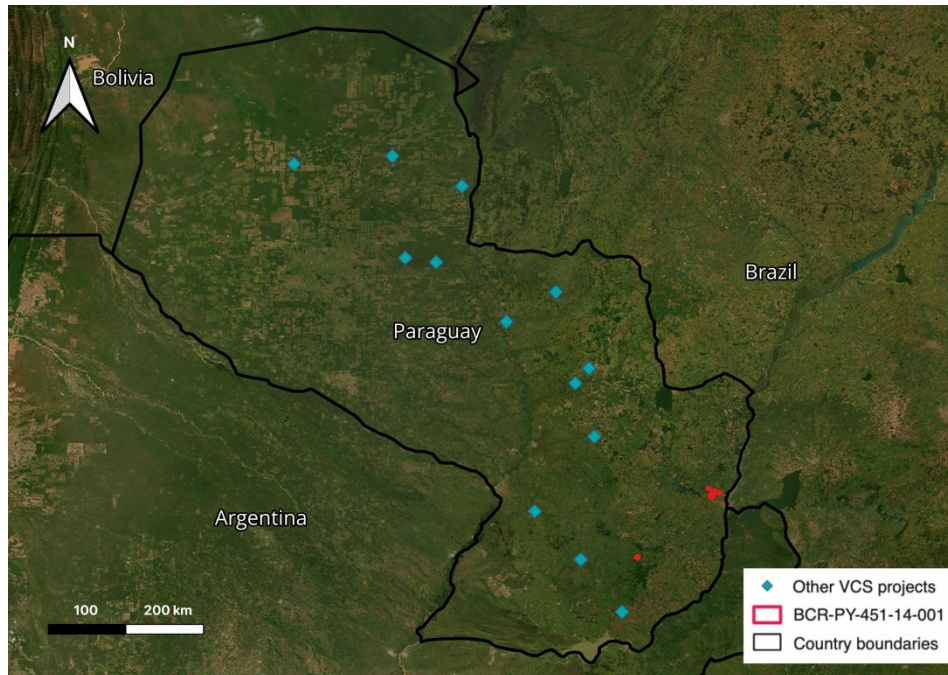 N
Bolivia
Brazil
Paraguay
Argentina
100 200 km
Other VCS projects
BCR-PY-451-14-001
Country boundaries